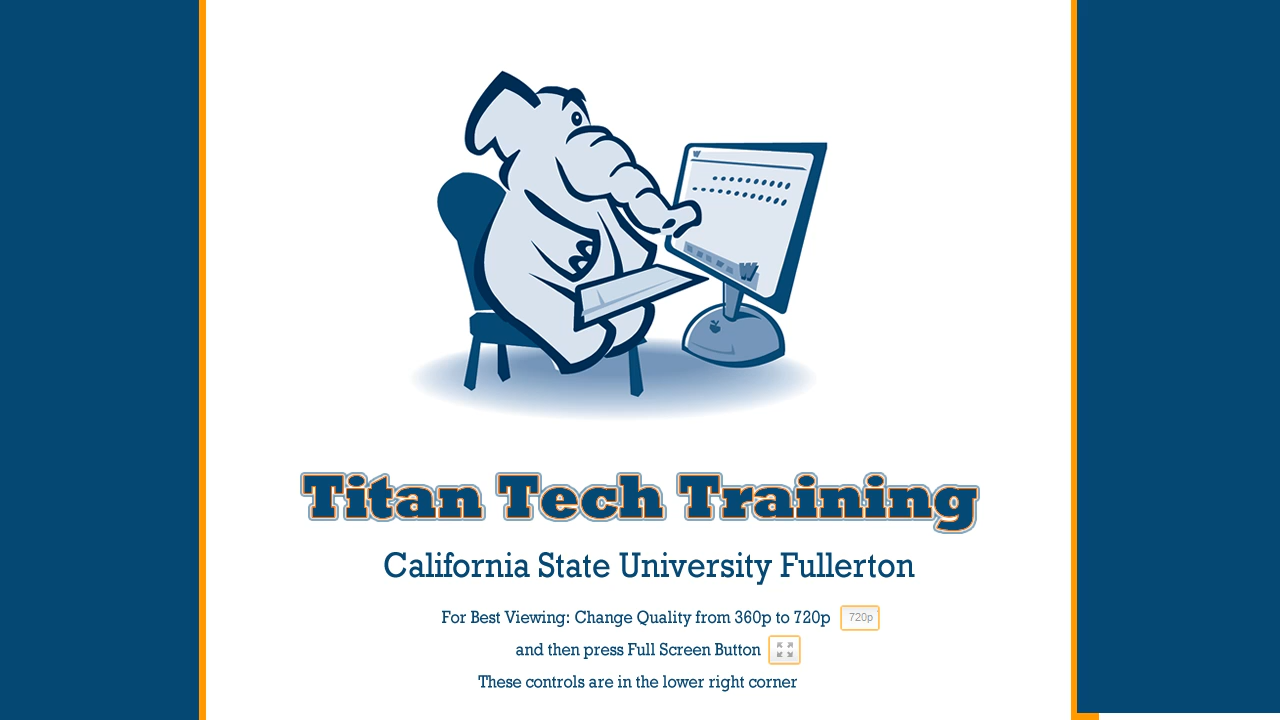 W
W
Titan Tech Training
California State University Fullerton
For Best Viewing: Change Quality from 360p to 720p 720p
and then press Full Screen Button
These controls are in the lower right corner